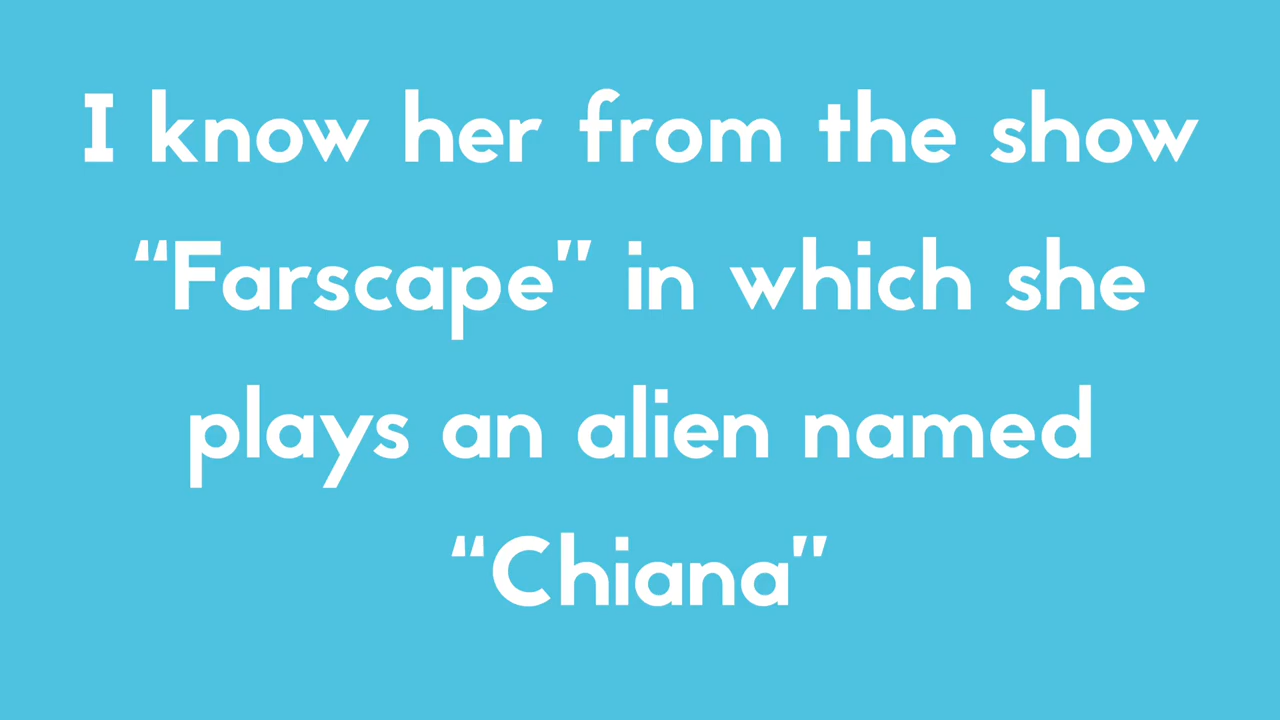 I know her from the show
“Farscape” in which she
plays an alien named
“Chiana”